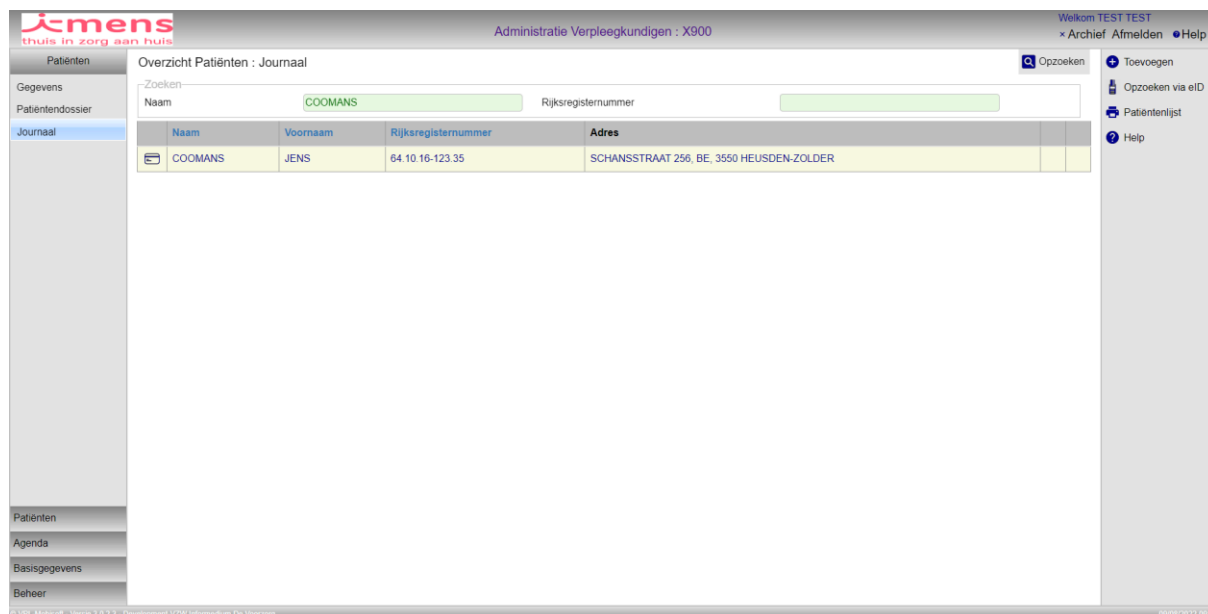 i-mens
thuis in zorg aan huis
Administratie Verpleegkundigen : X900
Welkom TEST TEST
× Archief Afmelden Help
Patiënten
Gegevens
Patiëntendossier
Journaal
Overzicht Patiënten : Journaal
Opzoeken
Zoeken
Naam COOMANS Rijksregisternummer
Naam Voornaam Rijksregisternummer Adres
COOMANS JENS 64.10.16-123.35 SCHANSSTRAAT 256, BE, 3550 HEUSDEN-ZOLDER
Toevoegen
Opzoeken via eID
Patiëntenlijst
Help
Patiënten
Agenda
Basisgegevens
Beheer